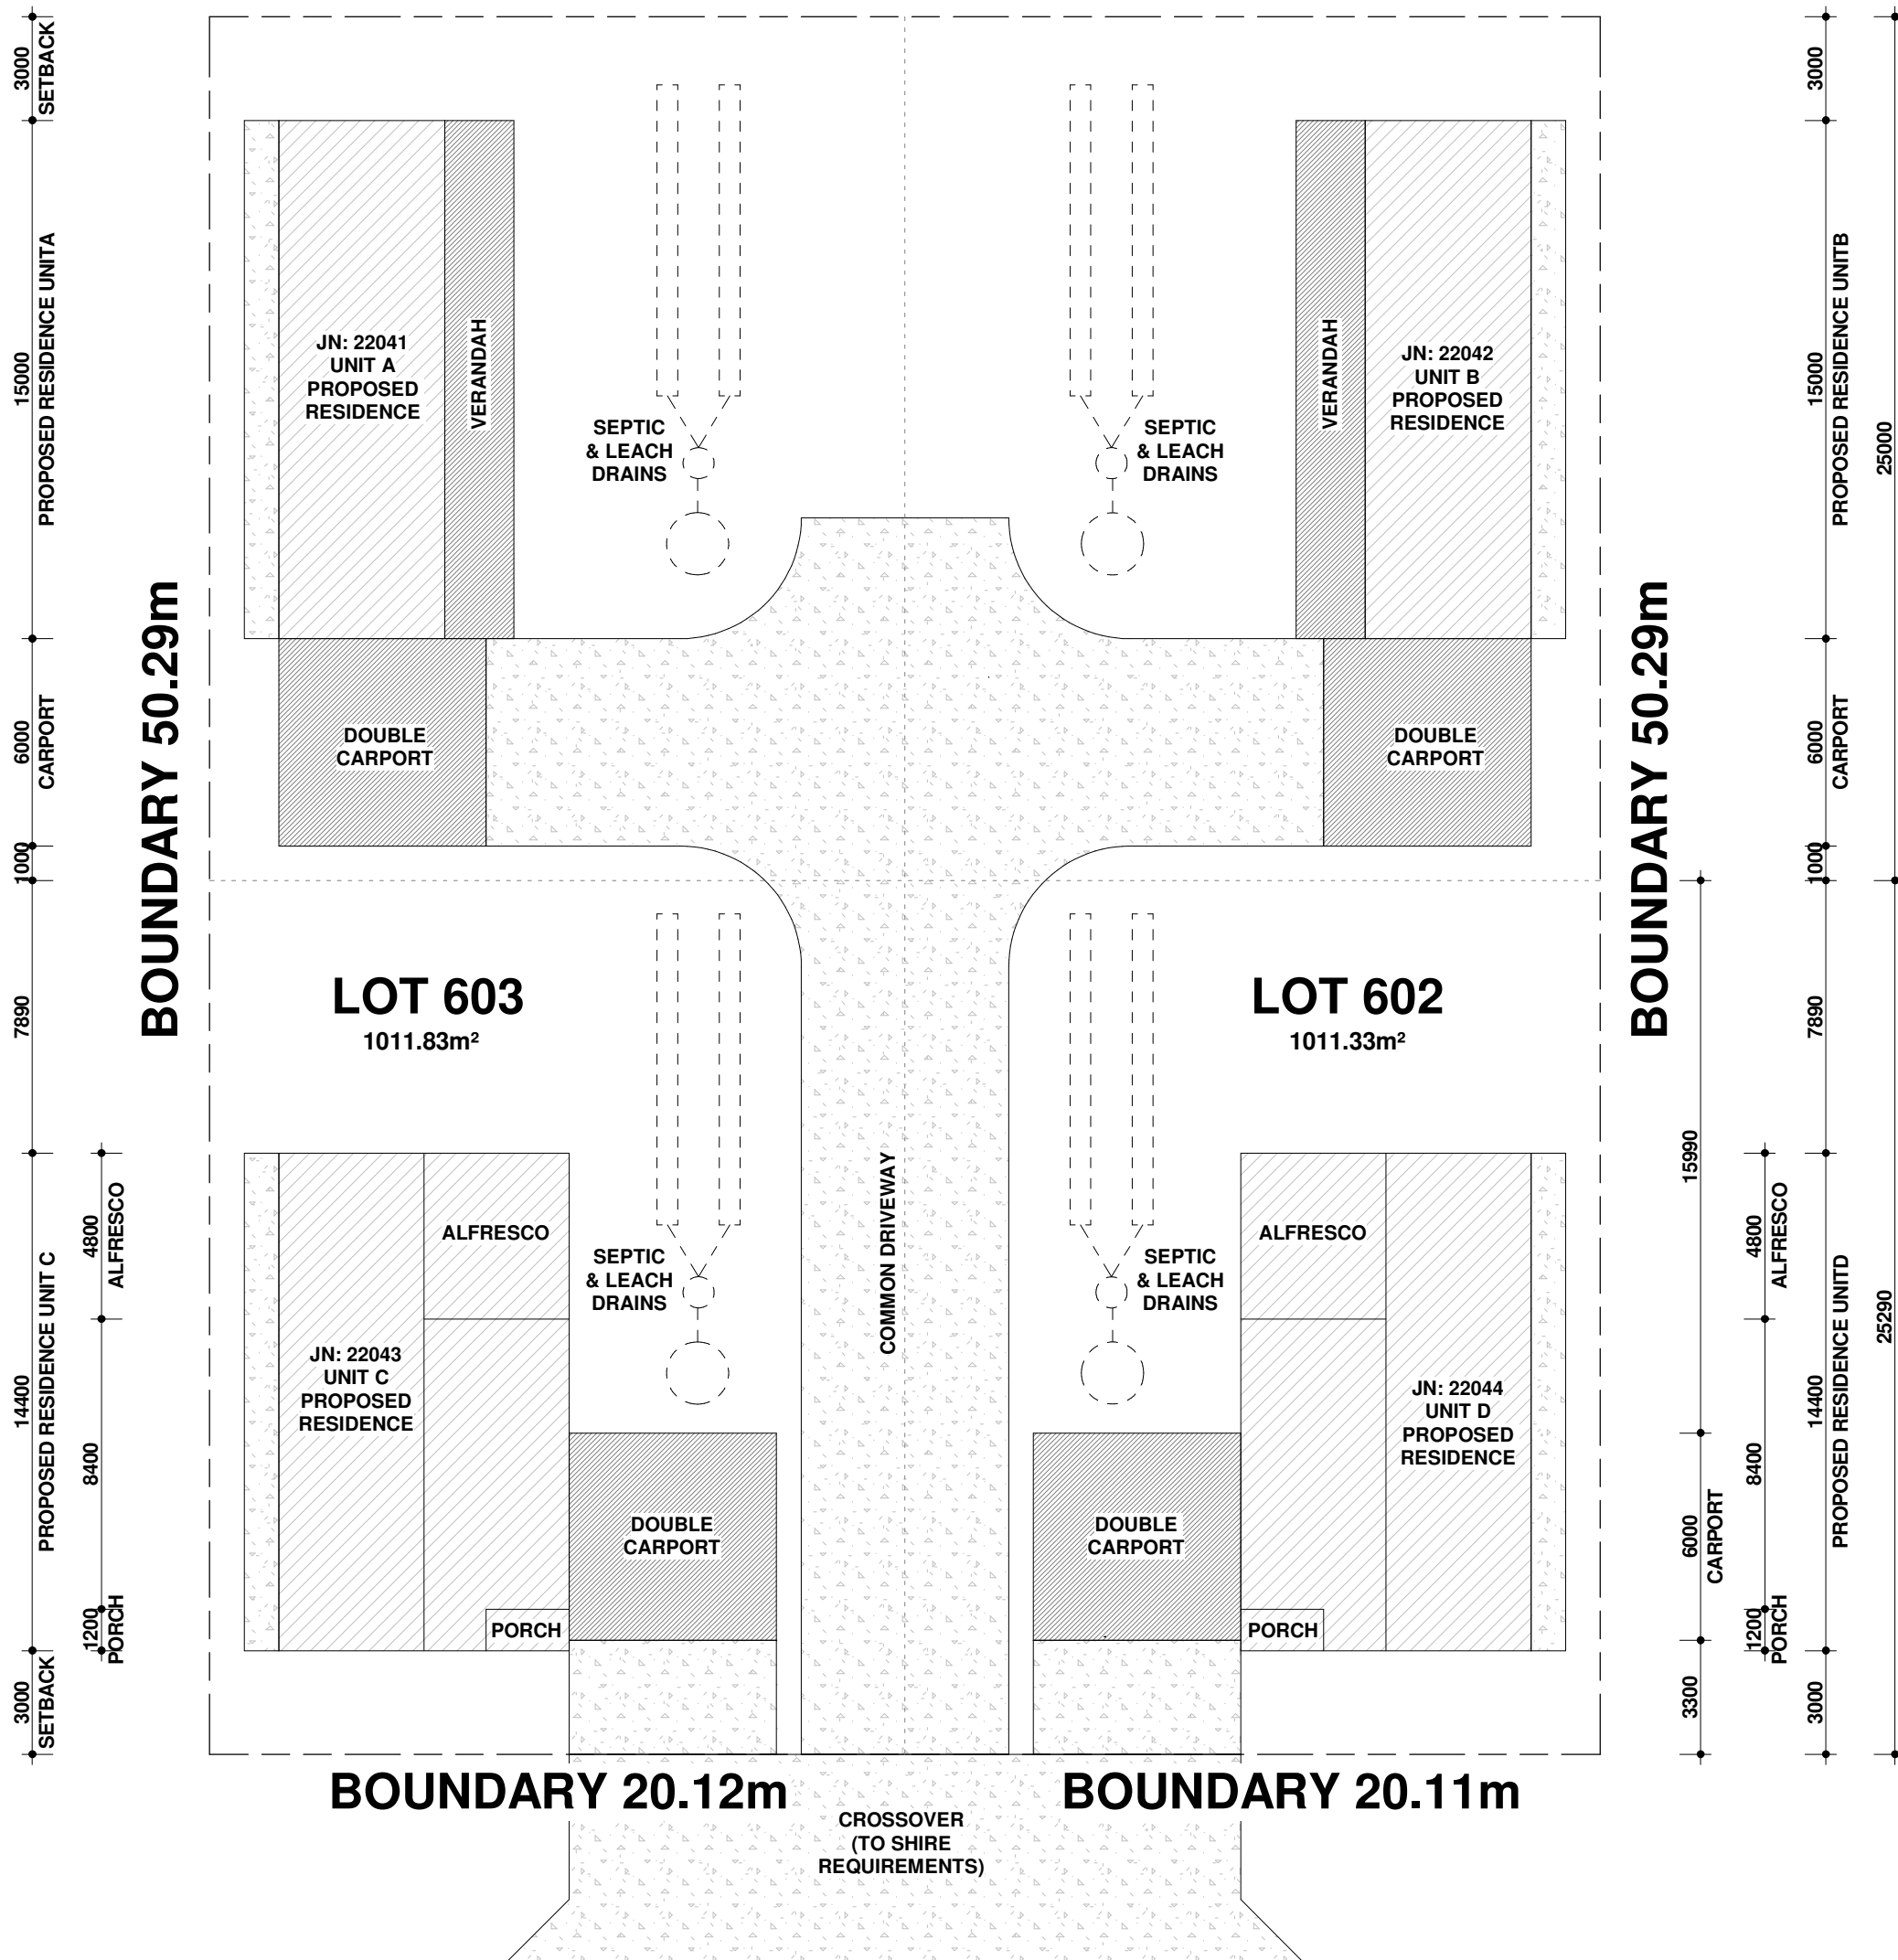 3000
SETBACK
15000
PROPOSED RESIDENCE UNITA
6000
CARPORT
1000
7890
14400
PROPOSED RESIDENCE UNIT C
3000
SETBACK
4800
ALFRESCO
8400
1200
PORCH
BOUNDARY 50.29m
JN: 22041
UNIT A
PROPOSED
RESIDENCE
VERANDAH
SEPTIC
& LEACH
DRAINS
DOUBLE
CARPORT
SEPTIC
& LEACH
DRAINS
VERANDAH
JN: 22042
UNIT B
PROPOSED
RESIDENCE
DOUBLE
CARPORT
LOT 603
1011.83m²
LOT 602
1011.33m²
ALFRESCO
JN: 22043
UNIT C
PROPOSED
RESIDENCE
PORCH
SEPTIC
& LEACH
DRAINS
DOUBLE
CARPORT
COMMON DRIVEWAY
SEPTIC
& LEACH
DRAINS
DOUBLE
CARPORT
ALFRESCO
JN: 22044
UNIT D
PROPOSED
RESIDENCE
PORCH
BOUNDARY 20.12m
BOUNDARY 20.11m
CROSSOVER
(TO SHIRE
REQUIREMENTS)
BOUNDARY 50.29m
15990
6000
CARPORT
3300
4800
ALFRESCO
8400
1200
PORCH
3000
15000
PROPOSED RESIDENCE UNITB
6000
CARPORT
1000
7890
14400
PROPOSED RESIDENCE UNITD
3000
25000
25290